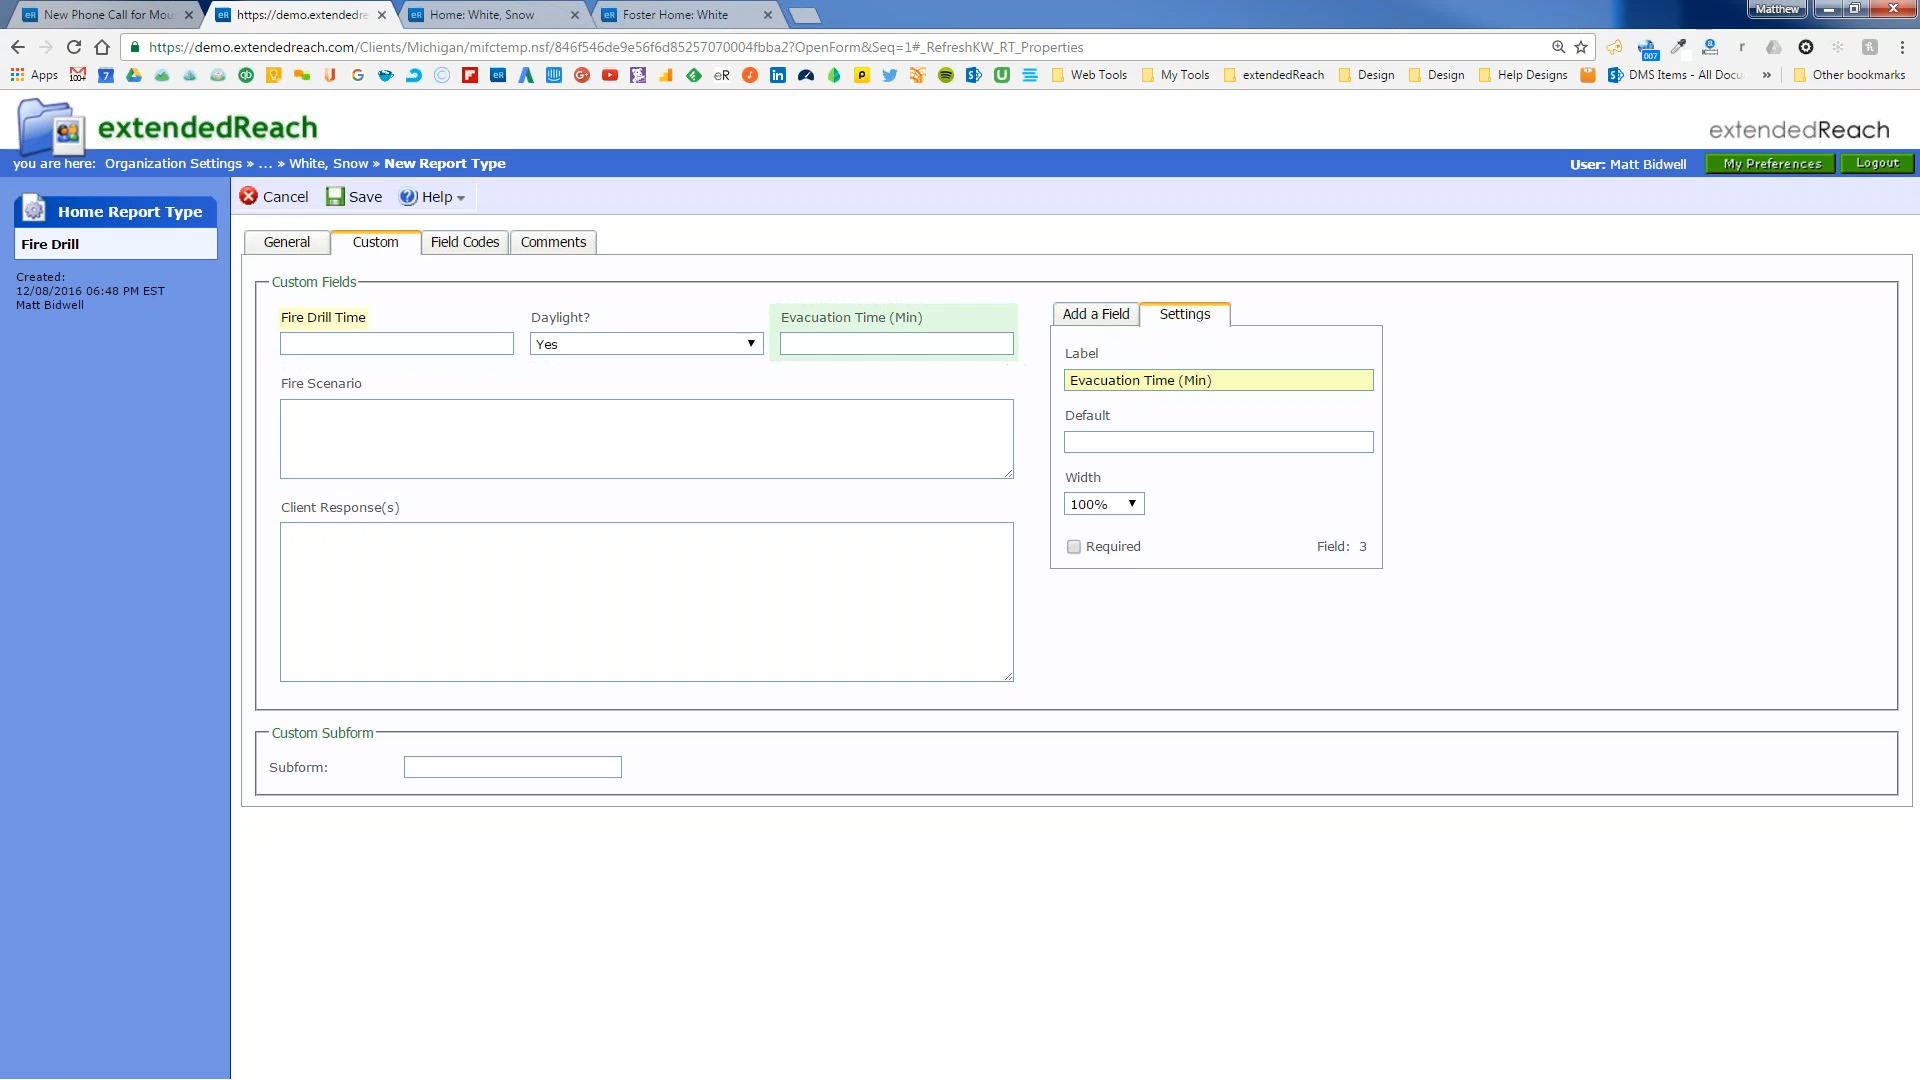 New Phone Call for Mou
https://demo.extendedre
Home: White, Snow
Foster Home: White
Matthew
https://demo.extendedreach.com/Clients/Michigan/mifctemp.nsf/846f546de9e56f6d85257070004fbba2?OpenForm&Seq=1#_RefreshKW_RT_Properties
Apps
Web Tools
My Tools
extendedReach
Design
Design
Help Designs
DMS Items - All Docu
»
Other bookmarks
extendedReach
extendedReach
you are here: Organization Settings » ... » White, Snow » New Report Type
User: Matt Bidwell
My Preferences
Logout
Home Report Type
Fire Drill
Created:
12/08/2016 06:48 PM EST
Matt Bidwell
Cancel
Save
Help
General
Custom
Field Codes
Comments
Custom Fields
Fire Drill Time
Daylight?
Yes
Evacuation Time (Min)
Fire Scenario
Client Response(s)
Add a Field
Settings
Label
Evacuation Time (Min)
Default
Width
100%
Required
Field: 3
Custom Subform
Subform: